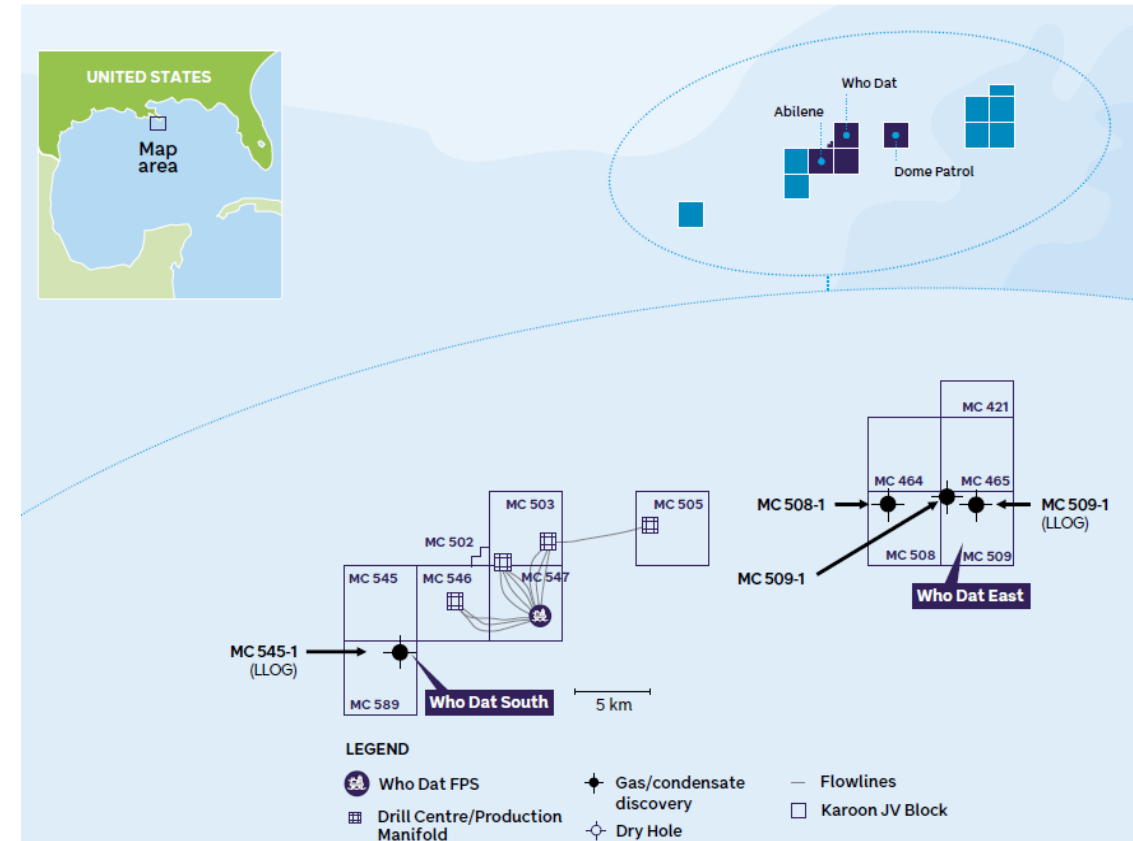 UNITED STATES
Map
area
Who Dat
Abilene
Dome Patrol
MC 421
MC 464
MC 465
MC 508-1
MC 509-1
(LLOG)
MC 503
MC 505
MC 502
MC 508
MC 509
MC 545
MC 546
MC 547
MC 509-1
Who Dat East
MC 545-1
(LLOG)
MC 589
Who Dat South
5 km
LEGEND
Who Dat FPS
Drill Centre/Production
Manifold
Gas/condensate
discovery
Dry Hole
Flowlines
Karoon JV Block